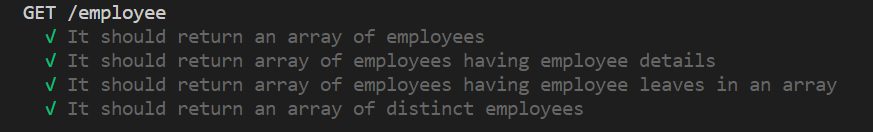 GET /employee
✓ It should return an array of employees
✓ It should return array of employees having employee details
✓ It should return array of employees having employee leaves in an array
✓ It should return an array of distinct employees